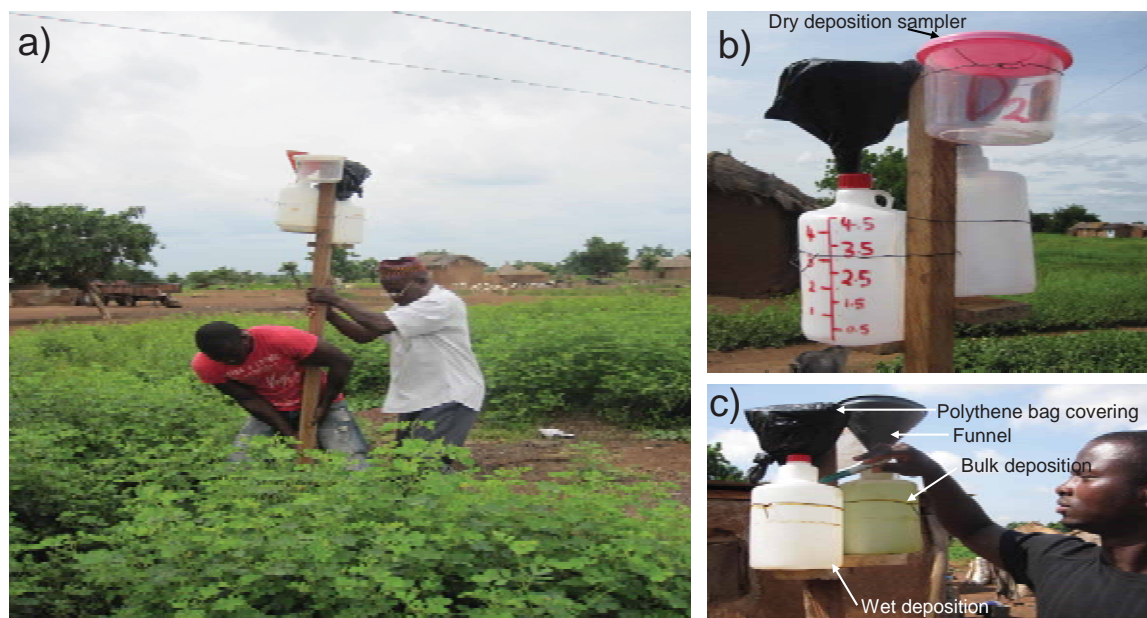 a)
b)
Dry deposition sampler
D2
4.5
4
3.5
3
2.5
2
1.5
1
0.5
c)
Polythene bag covering
Funnel
Bulk deposition
Wet deposition